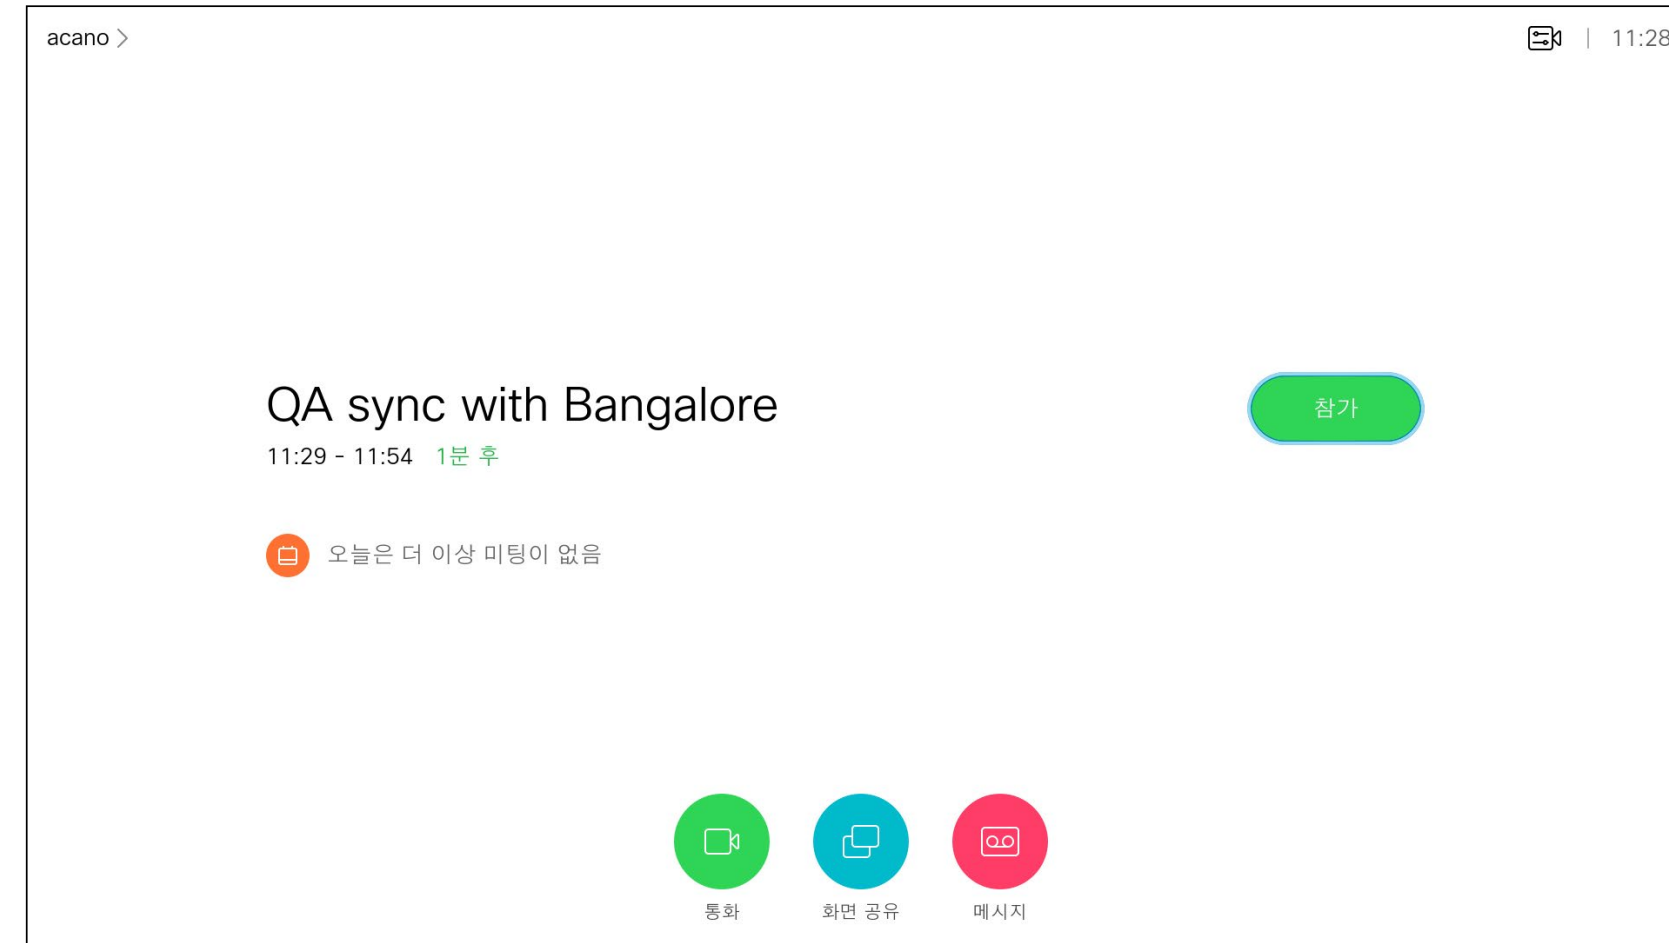 acano
11:28
QA sync with Bangalore
참가
11:29 - 11:54 1분 후
오늘은 더 이상 미팅이 없음
통화
화면 공유
메시지